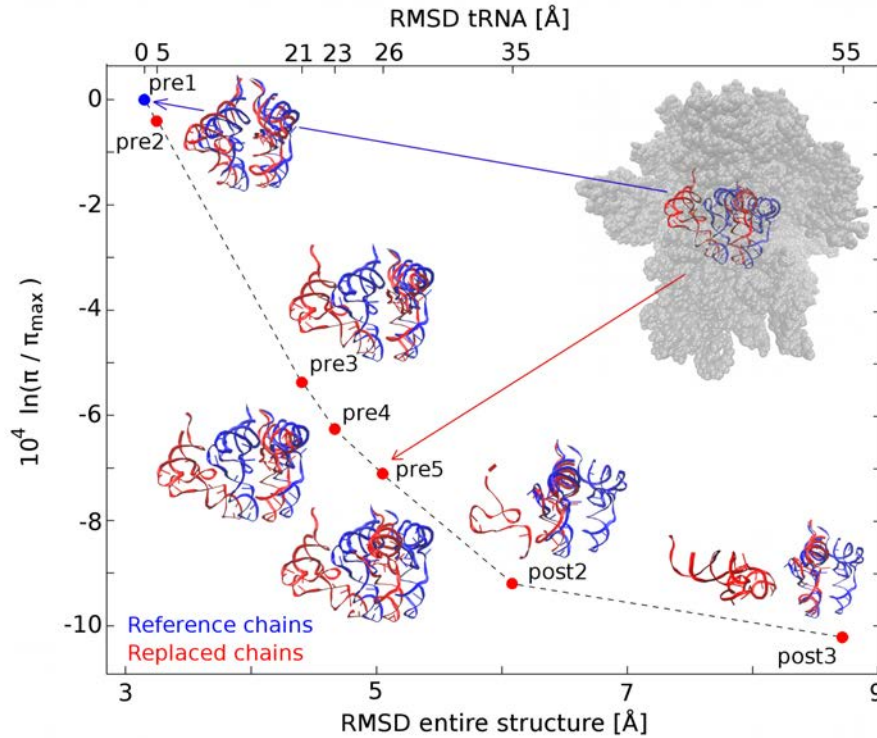 RMSD tRNA [Å]
0 5 21 23 26 35 55
0
-2
-4
-6
-8
-10
10⁴ ln(π / π_max)
pre1
pre2
pre3
pre4
pre5
post2
post3
Reference chains
Replaced chains
3 5 7 9
RMSD entire structure [Å]